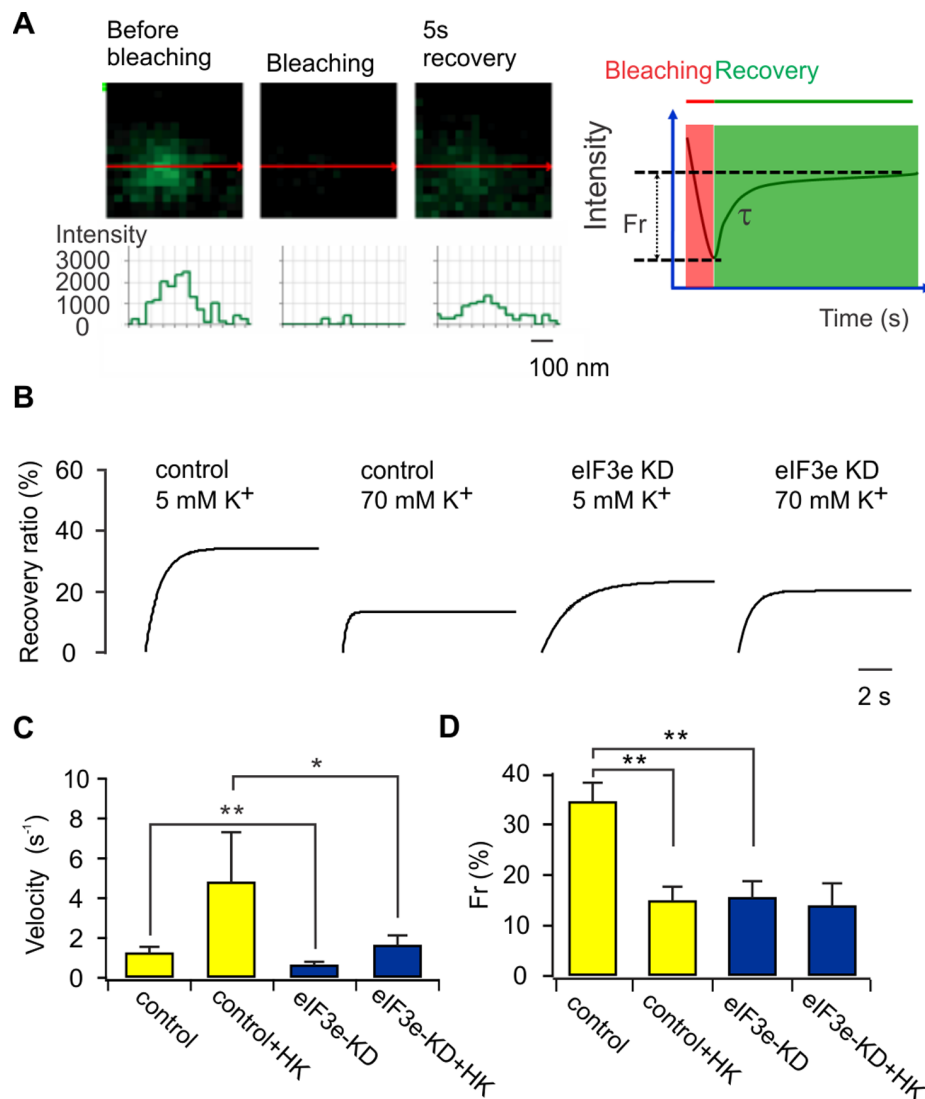 A
Before
bleaching
Bleaching
5s
recovery
Intensity
3000
2000
1000
0
100 nm
Bleaching Recovery
Intensity
Fr
τ
Time (s)
B
Recovery ratio (%)
60
40
20
0
control
5 mM K+
control
70 mM K+
eIF3e KD
5 mM K+
eIF3e KD
70 mM K+
2 s
C
Velocity (s-1)
10
8
6
4
2
0
**
*
control
control+HK
eIF3e-KD
eIF3e-KD+HK
D
Fr (%)
40
30
20
10
0
**
**
control
control+HK
eIF3e-KD
eIF3e-KD+HK